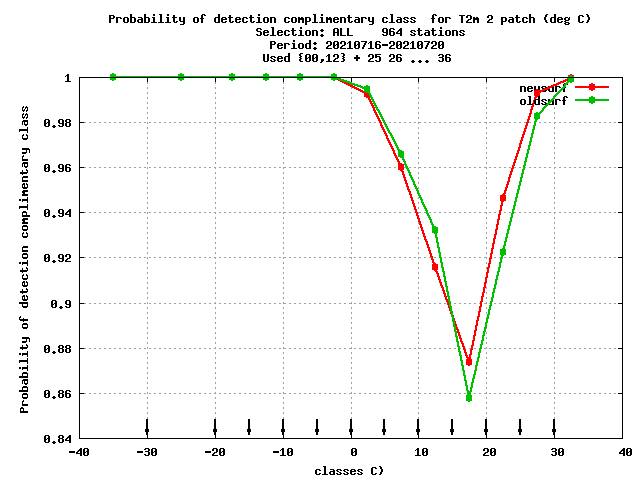 Probability of detection complimentary class  for T2m 2 patch (deg C)
Selection: ALL    964 stations
Period: 20210716-20210720
Used {00,12} + 25 26 ... 36
newsurf
oldsurf
Probability of detection complimentary class
1
0,98
0,96
0,94
0,92
0,9
0,88
0,86
0,84
-40 -30 -20 -10 0 10 20 30 40
classes C)